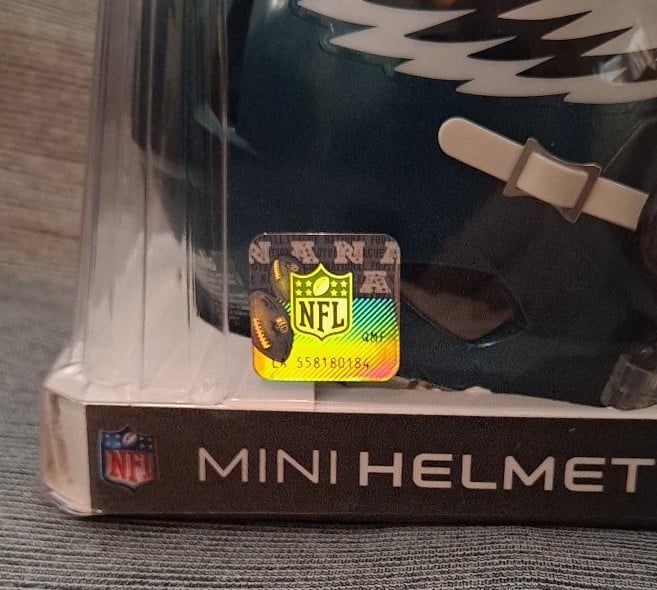 NFL
QMF
LA 558180184
NFL
MINI HELMET